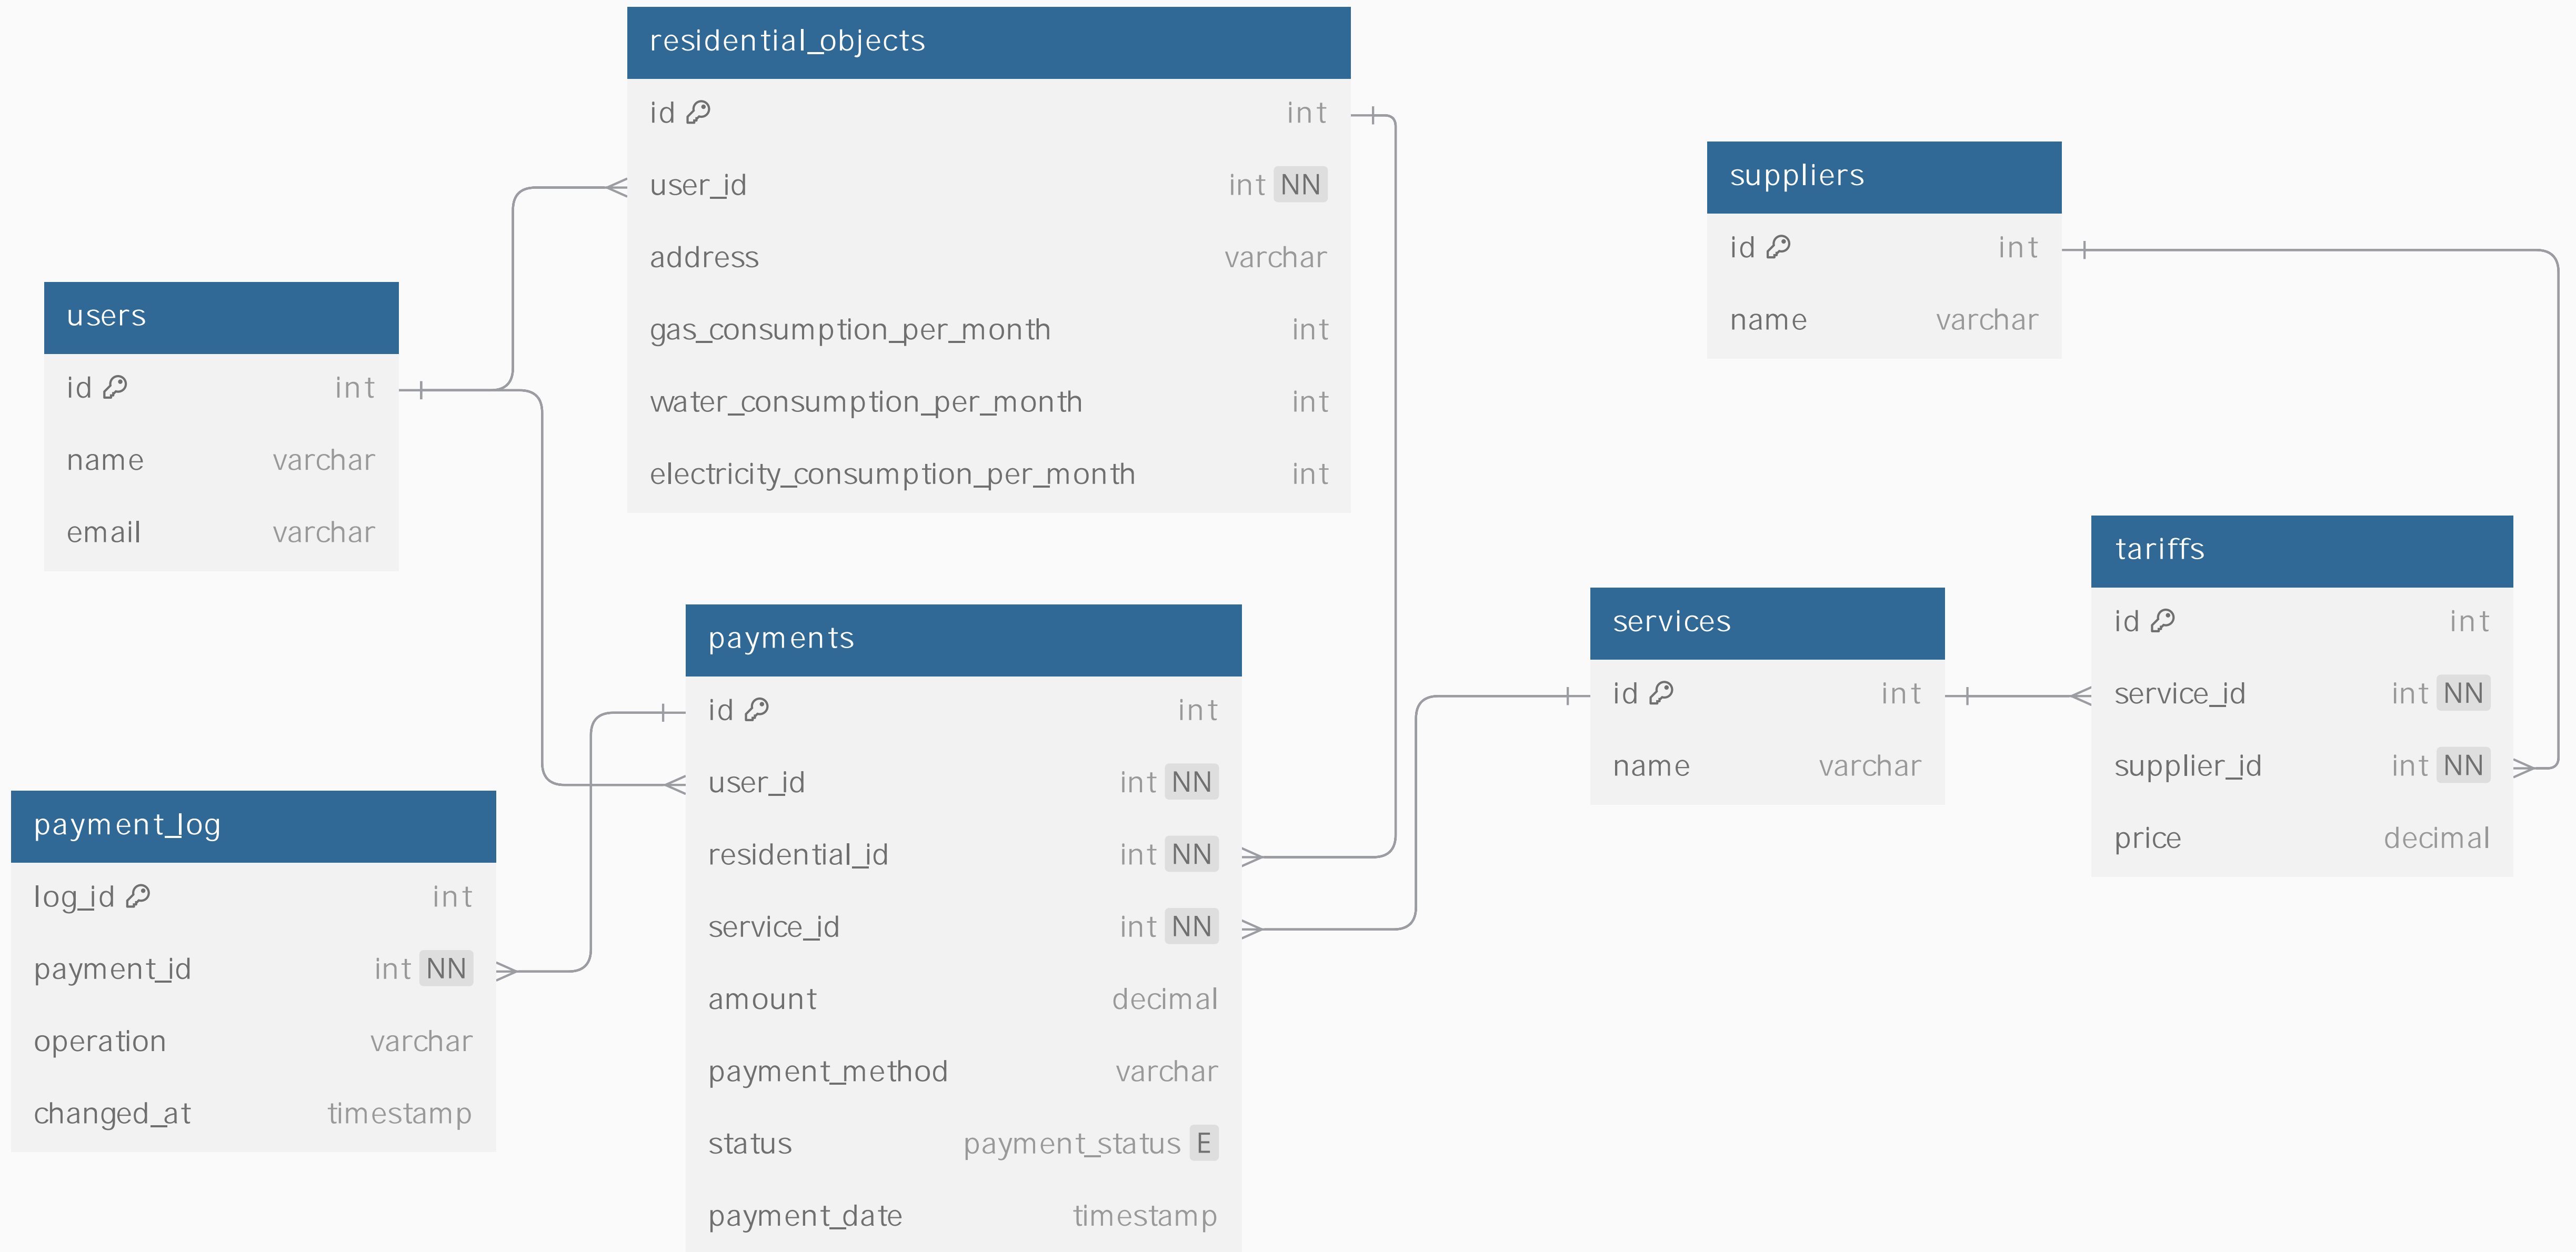 residential_objects
id int
user_id int NN
address varchar
gas_consumption_per_month int
water_consumption_per_month int
electricity_consumption_per_month int
suppliers
id int
name varchar
users
id int
name varchar
email varchar
tariffs
id int
service_id int NN
supplier_id int NN
price decimal
services
id int
name varchar
payments
id int
user_id int NN
residential_id int NN
service_id int NN
amount decimal
payment_method varchar
status payment_status E
payment_date timestamp
payment_log
log_id int
payment_id int NN
operation varchar
changed_at timestamp